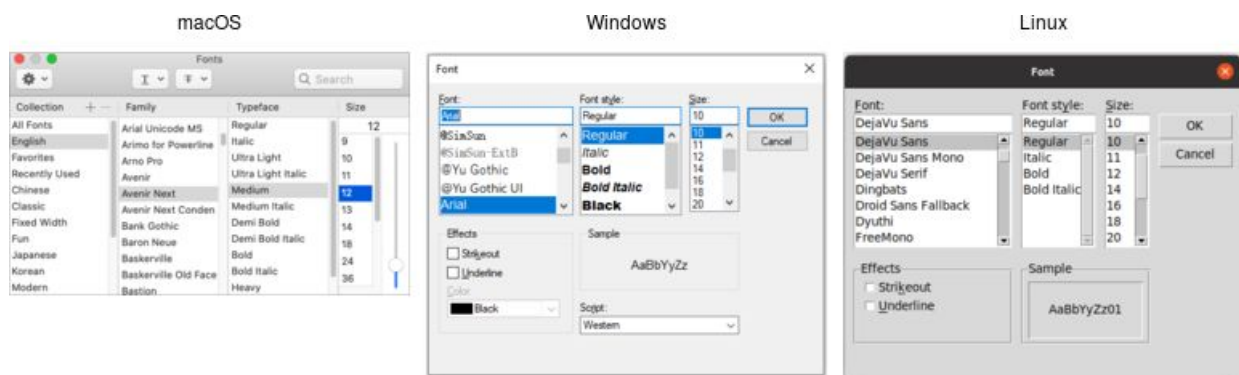 macOS
Windows
Linux
Fonts
Search
Collection + − Family Typeface Size
All Fonts
English
Favorites
Recently Used
Chinese
Classic
Fixed Width
Fun
Japanese
Korean
Modern
Arial Unicode MS
Arimo for Powerline
Arno Pro
Avenir
Avenir Next
Avenir Next Conden
Bank Gothic
Baron Neue
Baskerville
Baskerville Old Face
Bastion
Regular
Italic
Ultra Light
Ultra Light Italic
Medium
Medium Italic
Demi Bold
Demi Bold Italic
Bold
Bold Italic
Heavy
12
9
10
11
12
13
14
18
24
36
Font
Font:
Arial
@SimSun
@SimSun-ExtB
@Yu Gothic
@Yu Gothic UI
Arial
Font style:
Regular
Regular
Italic
Bold
Bold Italic
Black
Size:
10
10
11
12
14
16
18
20
OK
Cancel
Effects
Strikeout
Underline
Color:
Black
Sample
AaBbYyZz
Script:
Western
Font
Font:
DejaVu Sans
DejaVu Sans
DejaVu Sans Mono
DejaVu Serif
Dingbats
Droid Sans Fallback
Dyuthi
FreeMono
Font style:
Regular
Regular
Italic
Bold
Bold Italic
Size:
10
10
11
12
14
16
18
20
OK
Cancel
Effects
Strikeout
Underline
Sample
AaBbYyZz01